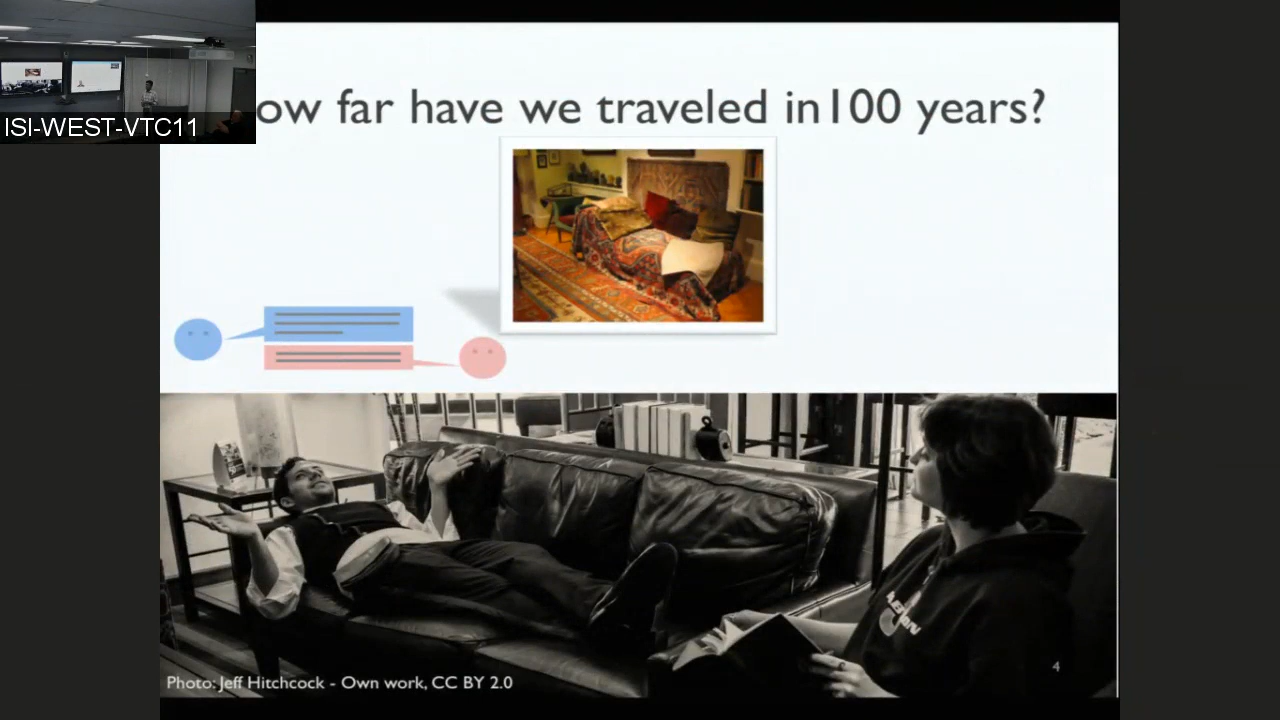 ow far have we traveled in100 years?
ISI-WEST-VTC11
Photo: Jeff Hitchcock - Own work, CC BY 2.0
4